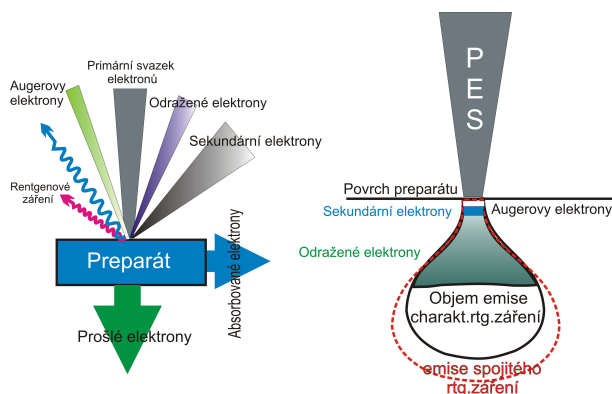 Primární svazek
elektronů
Augerovy
elektrony
Odražené elektrony
Sekundární elektrony
Rentgenové
záření
Preparát
Absorbované elektrony
Prošlé elektrony
P
E
S
Povrch preparátu
Sekundární elektrony
Augerovy elektrony
Odražené elektrony
Objem emise
charakt.rtg.záření
emise spojitého
rtg.záření